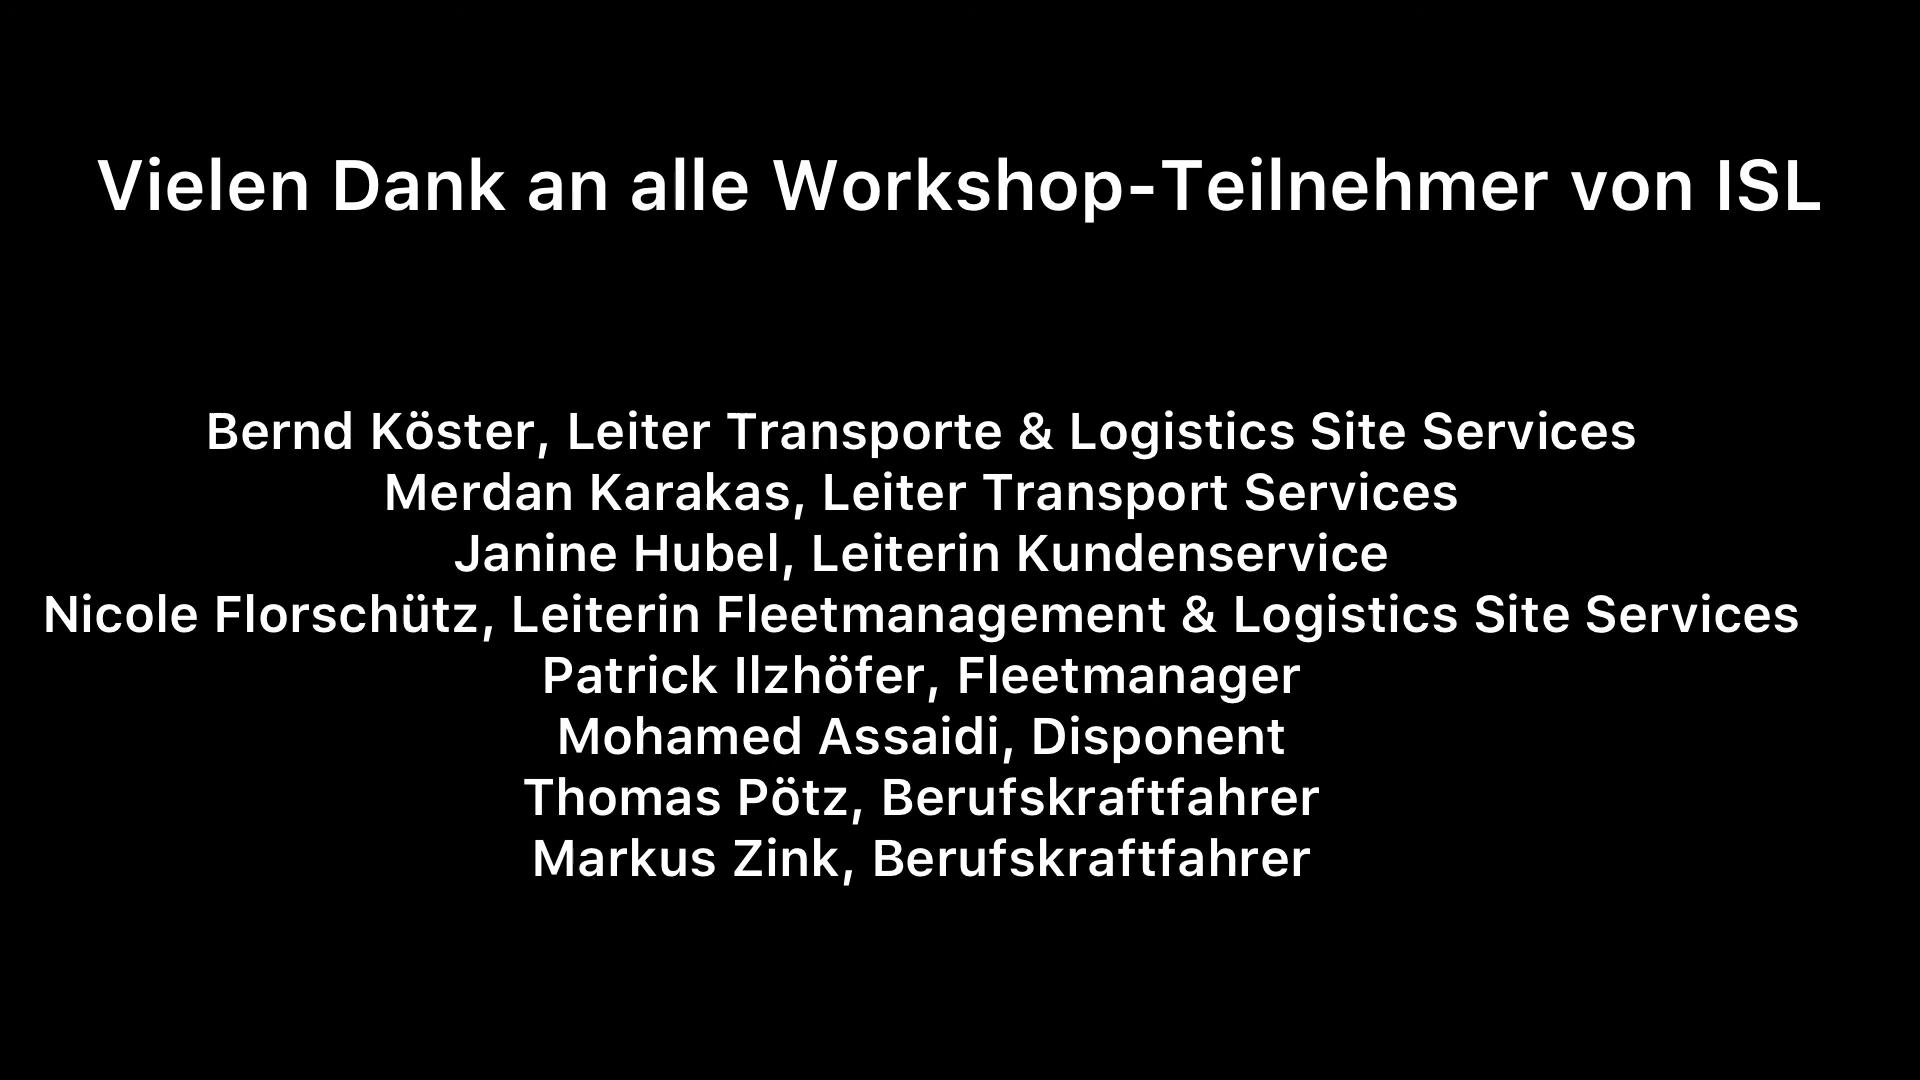 Vielen Dank an alle Workshop-Teilnehmer von ISL
Bernd Köster, Leiter Transporte & Logistics Site Services
Merdan Karakas, Leiter Transport Services
Janine Hubel, Leiterin Kundenservice
Nicole Florschütz, Leiterin Fleetmanagement & Logistics Site Services
Patrick Ilzhöfer, Fleetmanager
Mohamed Assaidi, Disponent
Thomas Pötz, Berufskraftfahrer
Markus Zink, Berufskraftfahrer